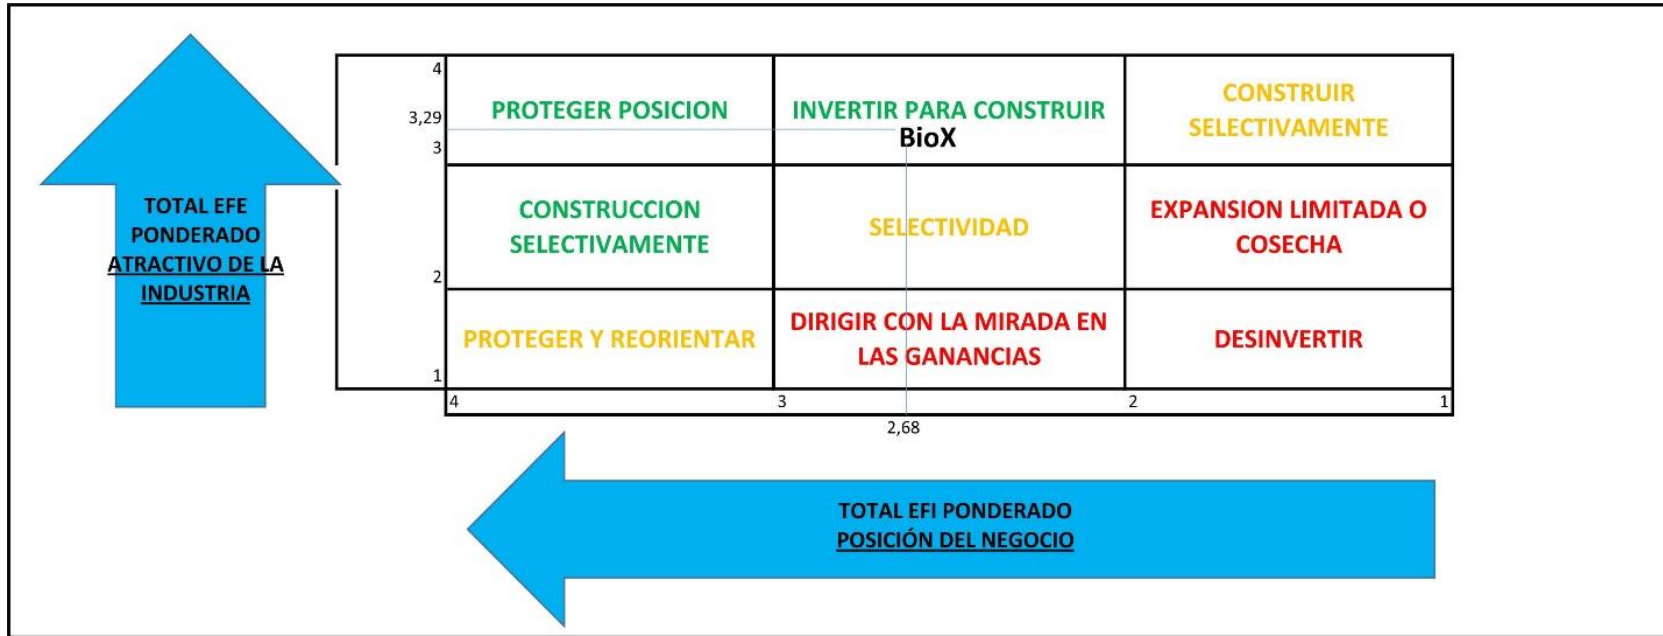 4
3,29
3
2
1
PROTEGER POSICION
INVERTIR PARA CONSTRUIR
BioX
CONSTRUIR
SELECTIVAMENTE
TOTAL EFE
PONDERADO
ATRACTIVO DE LA
INDUSTRIA
CONSTRUCCION
SELECTIVAMENTE
SELECTIVIDAD
EXPANSION LIMITADA O
COSECHA
PROTEGER Y REORIENTAR
DIRIGIR CON LA MIRADA EN
LAS GANANCIAS
DESINVERTIR
4 3 2 1
2,68
TOTAL EFI PONDERADO
POSICIÓN DEL NEGOCIO